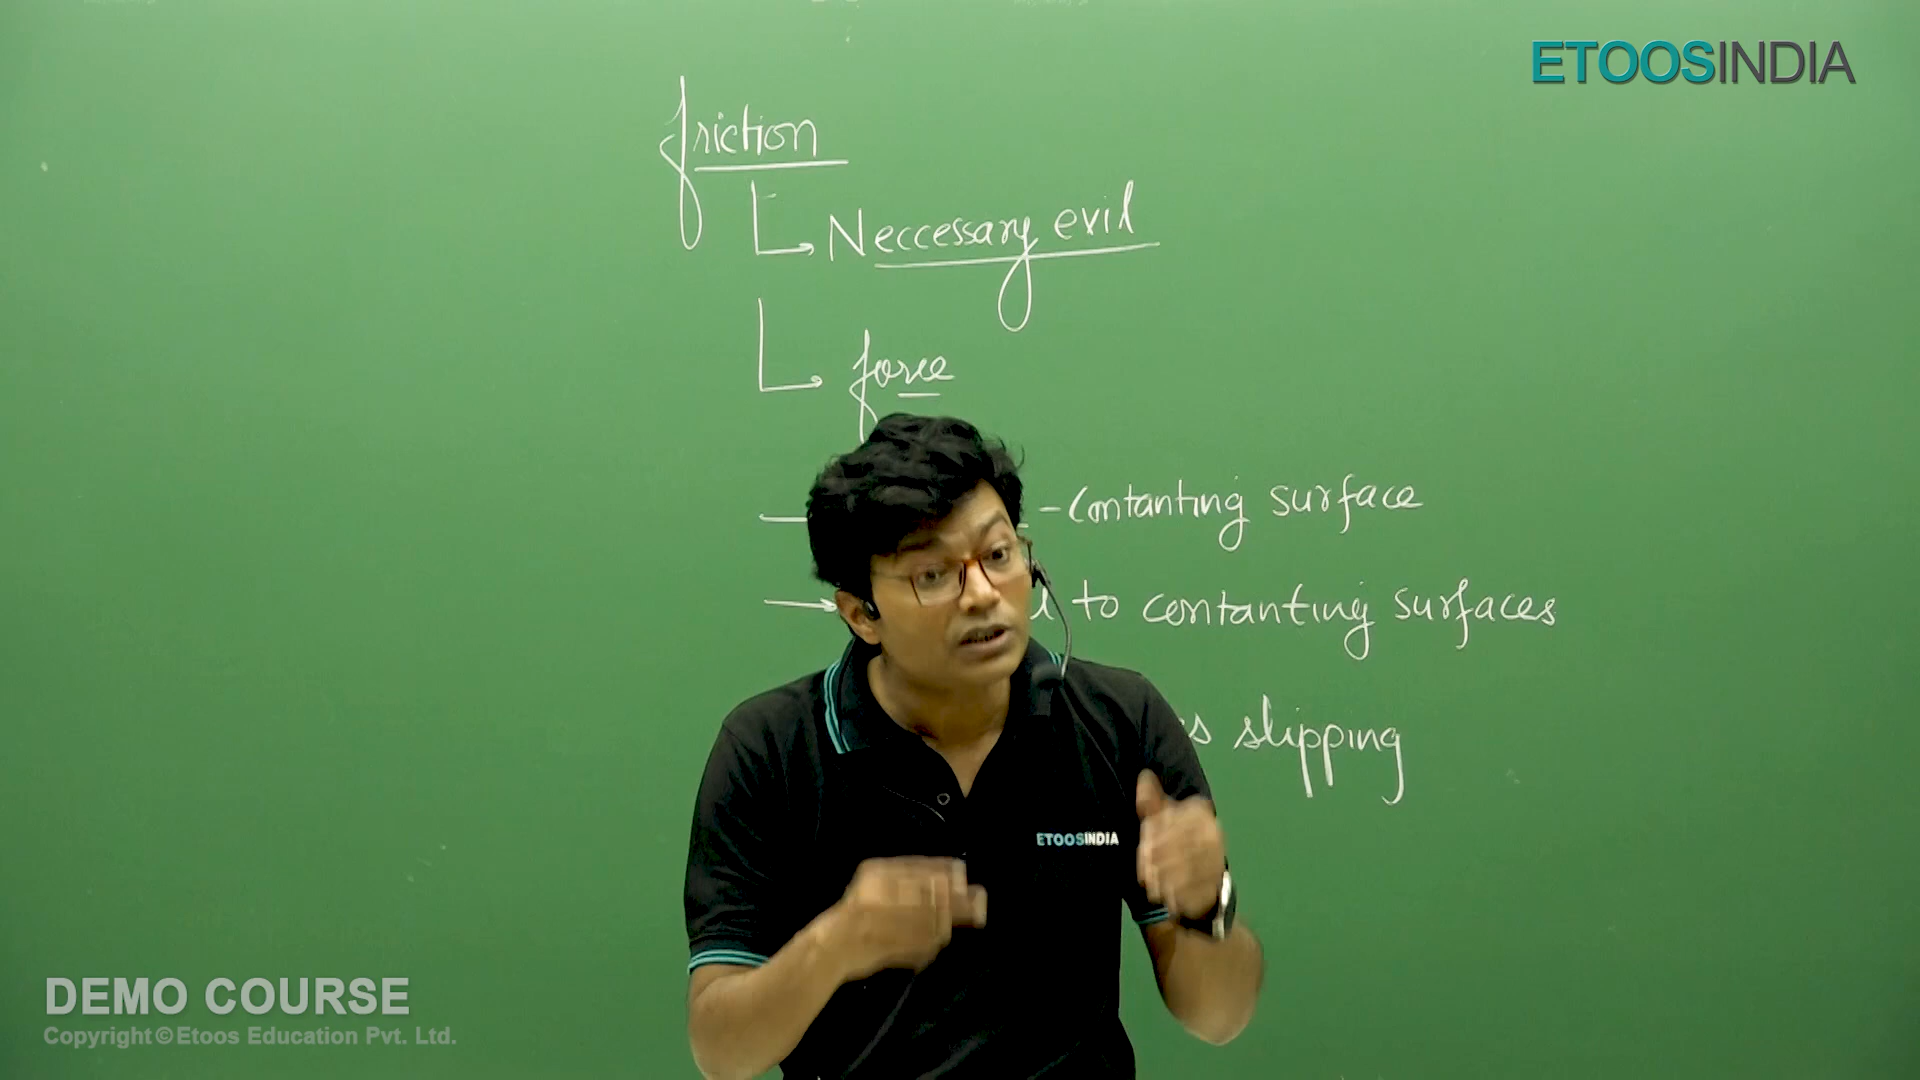 ETOOSINDIA
friction
Neccessary evil
force
- Contanting surface
to contanting surfaces
slipping
ETOOSINDIA
DEMO COURSE
Copyright © Etoos Education Pvt. Ltd.